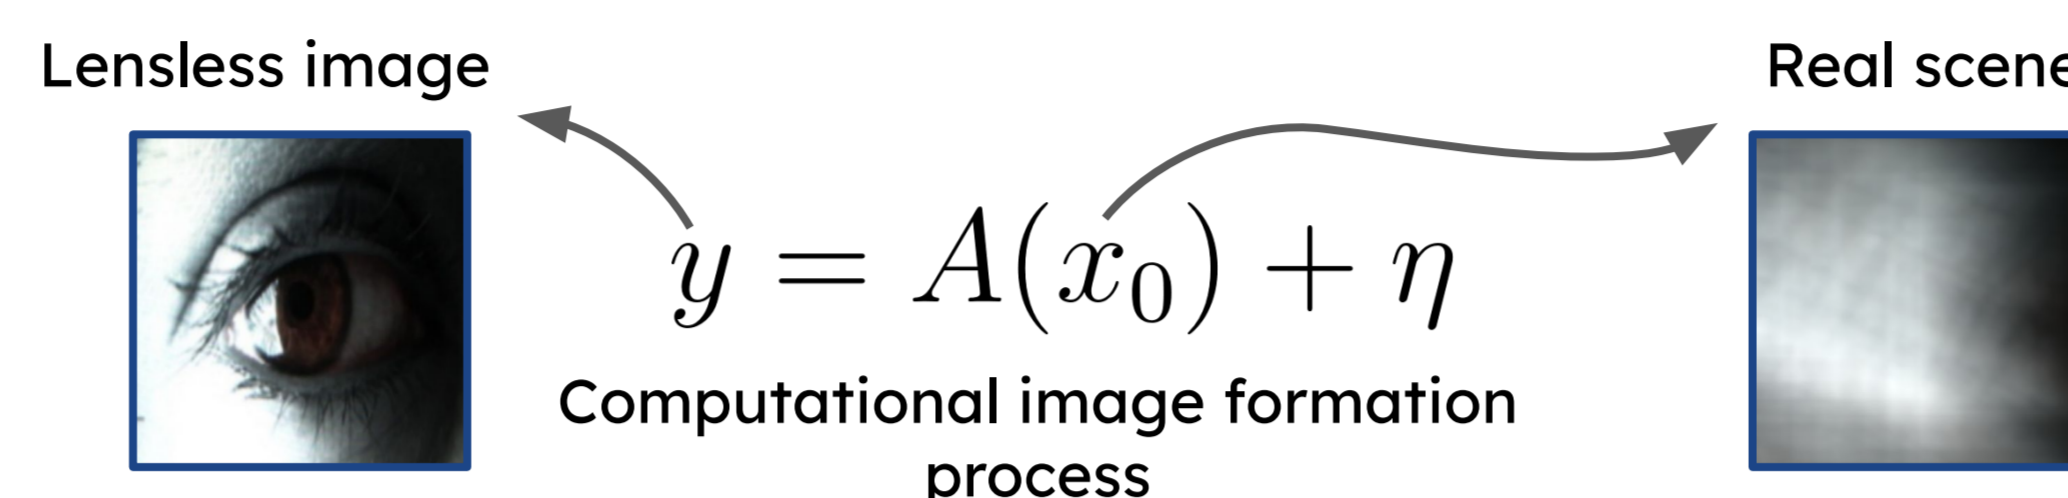 Lensless image
Real scene
y = A(x₀) + η
Computational image formation
process